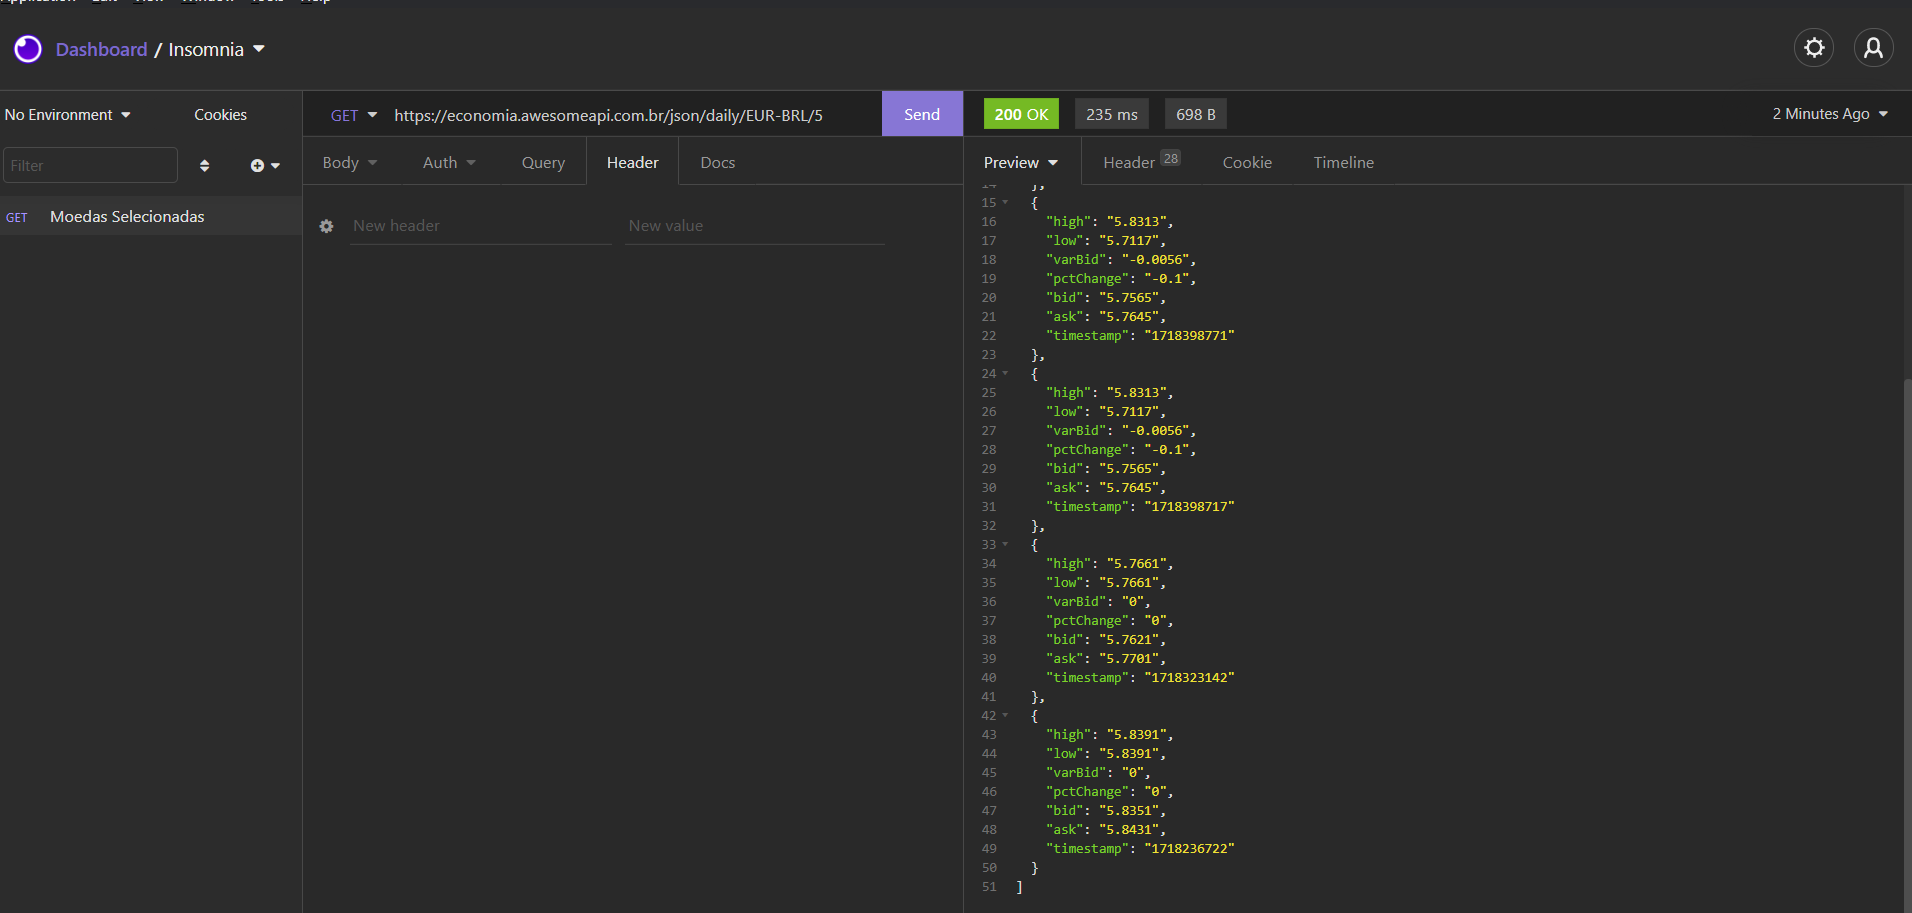 Application Edit View Window Tools Help
Dashboard / Insomnia
No Environment
Cookies
GET https://economia.awesomeapi.com.br/json/daily/EUR-BRL/5
Send
200 OK
235 ms
698 B
2 Minutes Ago
Filter
Body
Auth
Query
Header
Docs
Preview
Header 28
Cookie
Timeline
GET Moedas Selecionadas
New header
New value
14 },
15 {
16 "high": "5.8313",
17 "low": "5.7117",
18 "varBid": "-0.0056",
19 "pctChange": "-0.1",
20 "bid": "5.7565",
21 "ask": "5.7645",
22 "timestamp": "1718398771"
23 },
24 {
25 "high": "5.8313",
26 "low": "5.7117",
27 "varBid": "-0.0056",
28 "pctChange": "-0.1",
29 "bid": "5.7565",
30 "ask": "5.7645",
31 "timestamp": "1718398717"
32 },
33 {
34 "high": "5.7661",
35 "low": "5.7661",
36 "varBid": "0",
37 "pctChange": "0",
38 "bid": "5.7621",
39 "ask": "5.7701",
40 "timestamp": "1718323142"
41 },
42 {
43 "high": "5.8391",
44 "low": "5.8391",
45 "varBid": "0",
46 "pctChange": "0",
47 "bid": "5.8351",
48 "ask": "5.8431",
49 "timestamp": "1718236722"
50 }
51 ]